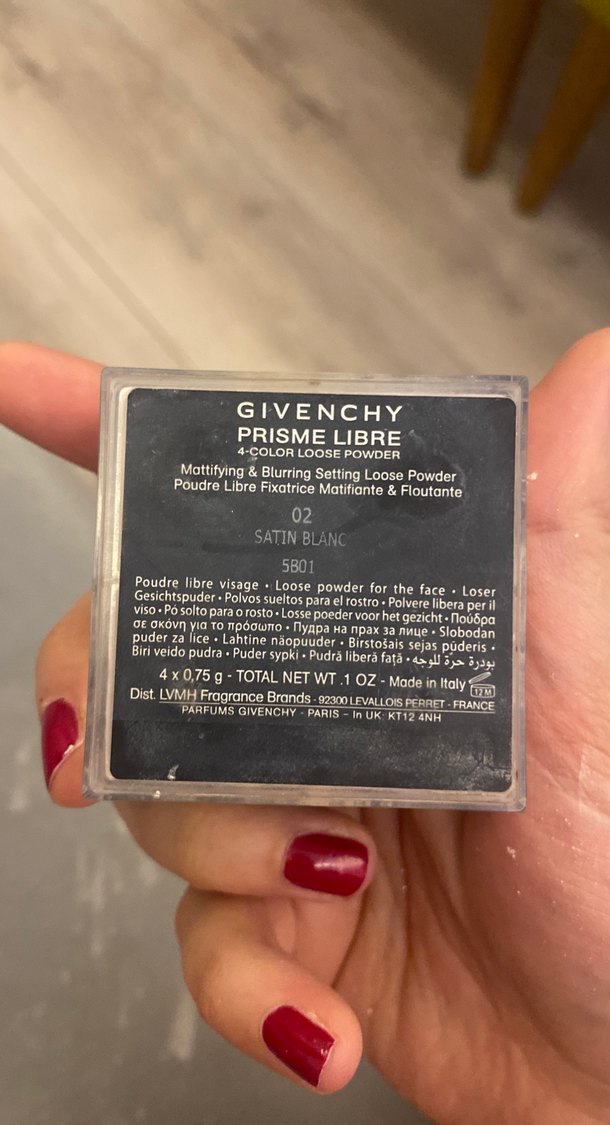 GIVENCHY
PRISME LIBRE
4-COLOR LOOSE POWDER
Mattifying & Blurring Setting Loose Powder
Poudre Libre Fixatrice Matifiante & Floutante
02
SATIN BLANC
5B01
Poudre libre visage • Loose powder for the face • Loser
Gesichtspuder • Polvos sueltos para el rostro • Polvere libera per il
viso • Pó solto para o rosto • Losse poeder voor het gezicht • Πούδρα
σε σκόνη για το πρόσωπο • Пудра на прах за лице • Slobodan
puder za lice • Lahtine näopuuder • Birstošais sejas pūderis •
Biri veido pudra • Puder sypki • Pudră liberă față • بودرة حرّة للوجه
4 x 0,75 g - TOTAL NET WT .1 OZ - Made in Italy 12 M
Dist. LVMH Fragrance Brands - 92300 LEVALLOIS PERRET - FRANCE
PARFUMS GIVENCHY - PARIS - In UK: KT12 4NH